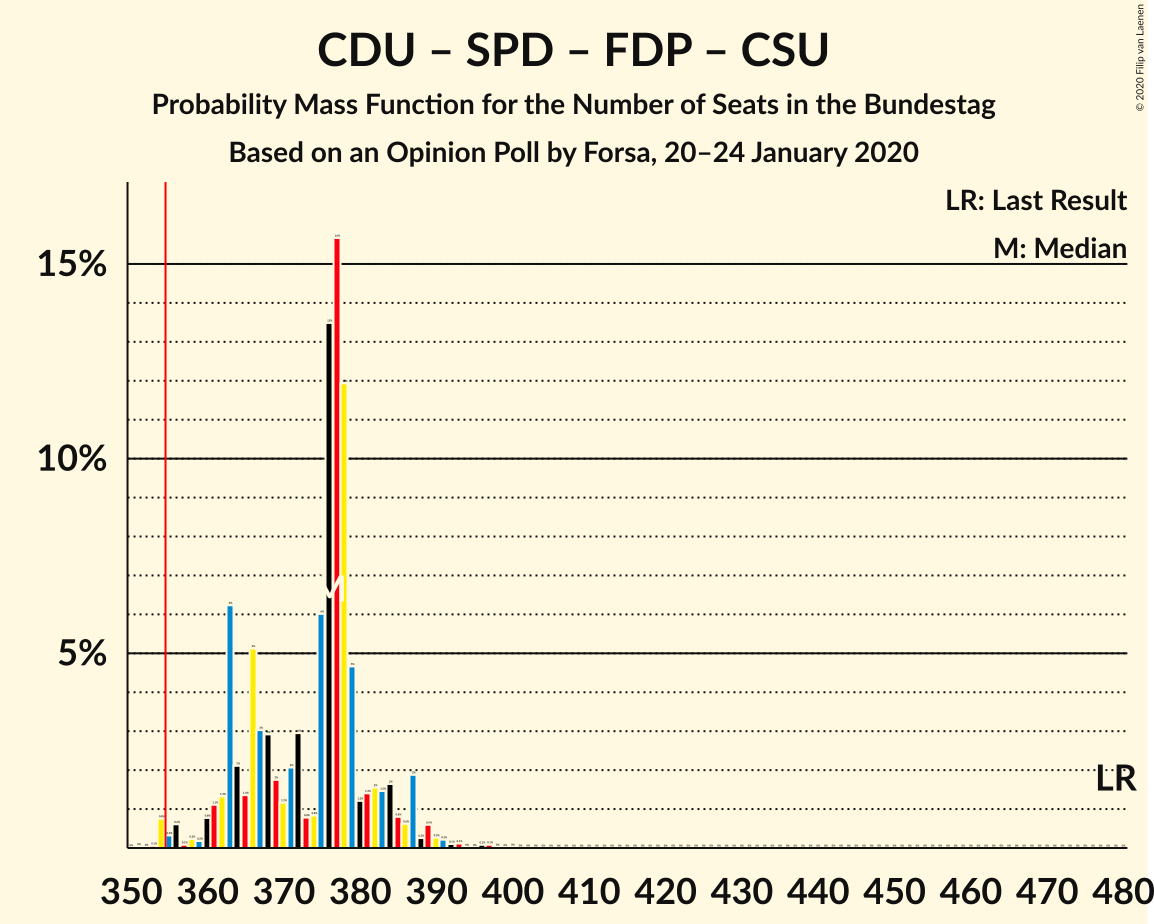 CDU – SPD – FDP – CSU
Probability Mass Function for the Number of Seats in the Bundestag
Based on an Opinion Poll by Forsa, 20–24 January 2020
© 2020 Filip van Laenen
LR: Last Result
M: Median
15%
10%
5%
M
LR
350 360 370 380 390 400 410 420 430 440 450 460 470 480